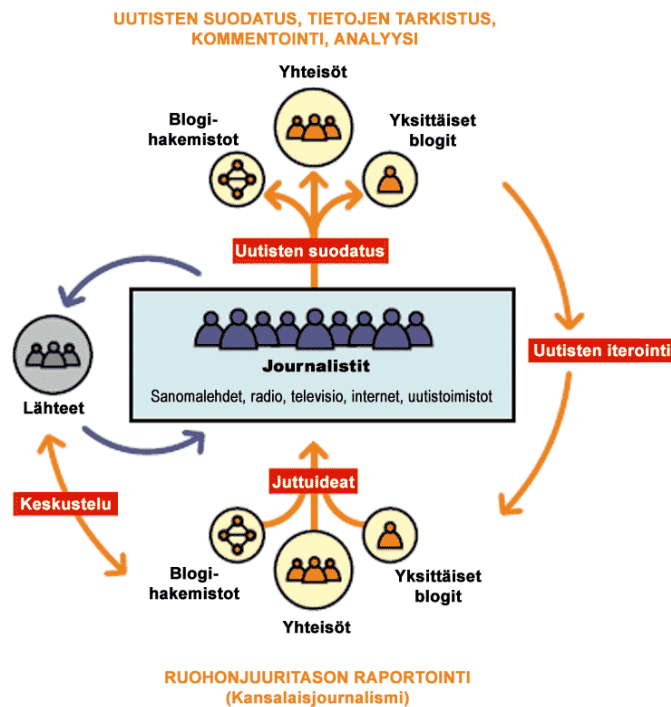 UUTISTEN SUODATUS, TIETOJEN TARKISTUS,
KOMMENTOINTI, ANALYYSI
Yhteisöt
Blogi-
hakemistot
Yksittäiset
blogit
Uutisten suodatus
Journalistit
Sanomalehdet, radio, televisio, internet, uutistoimistot
Uutisten iterointi
Lähteet
Keskustelu
Juttuideat
Blogi-
hakemistot
Yksittäiset
blogit
Yhteisöt
RUOHONJUURITASON RAPORTOINTI
(Kansalaisjournalismi)